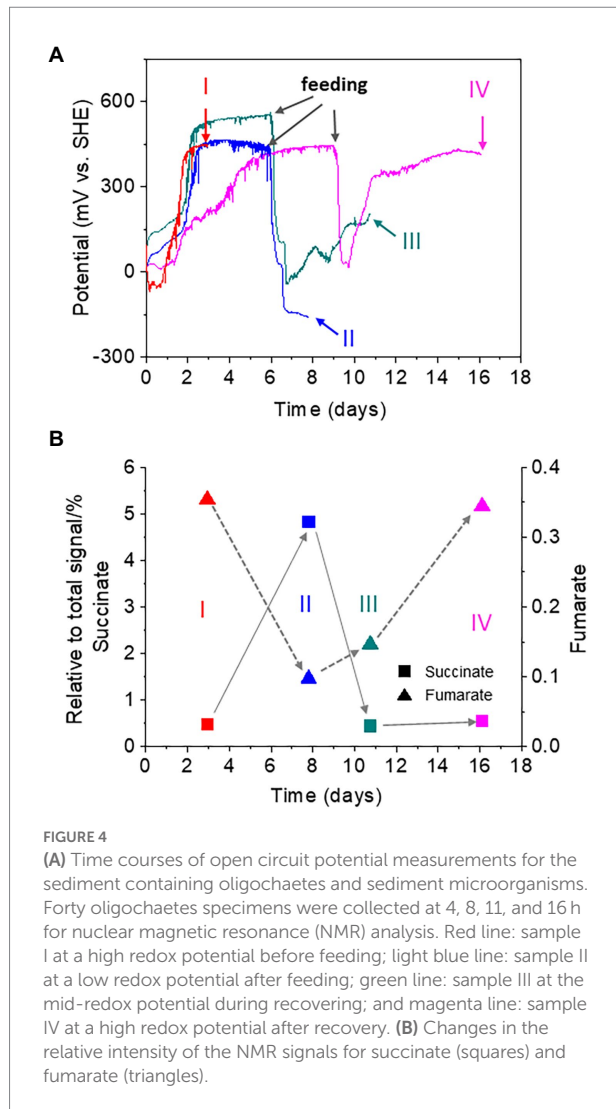 A
I
feeding
IV
III
II
Potential (mV vs. SHE)
600
300
0
-300
0 2 4 6 8 10 12 14 16 18
Time (days)
B
Relative to total signal/%
Succinate
6
5
4
3
2
1
0
I
II
III
IV
Succinate
Fumarate
0.4
0.3
0.2
0.1
0.0
Fumarate
0 2 4 6 8 10 12 14 16 18
Time (days)
FIGURE 4
(A) Time courses of open circuit potential measurements for the
sediment containing oligochaetes and sediment microorganisms.
Forty oligochaetes specimens were collected at 4, 8, 11, and 16 h
for nuclear magnetic resonance (NMR) analysis. Red line: sample
I at a high redox potential before feeding; light blue line: sample II
at a low redox potential after feeding; green line: sample III at the
mid-redox potential during recovering; and magenta line: sample
IV at a high redox potential after recovery. (B) Changes in the
relative intensity of the NMR signals for succinate (squares) and
fumarate (triangles).